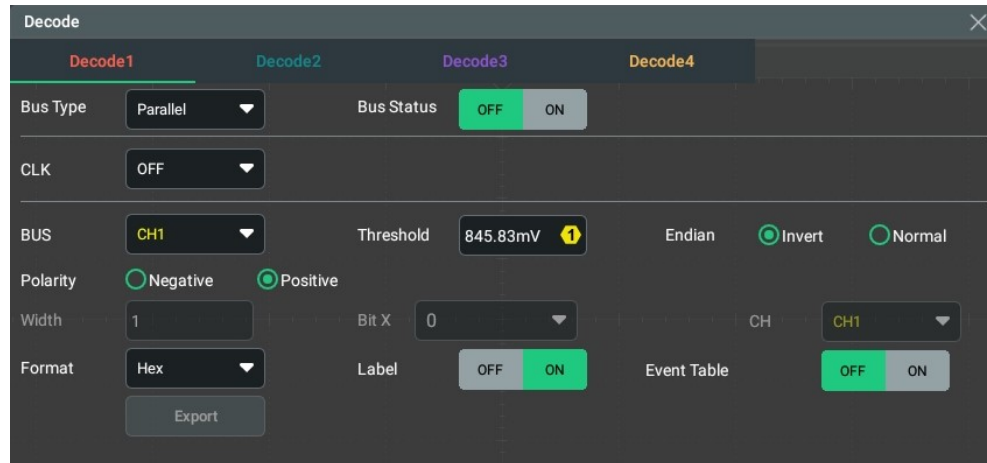 Decode
Decode1 Decode2 Decode3 Decode4
Bus Type Parallel Bus Status OFF ON
CLK OFF
BUS CH1 Threshold 845.83mV 1 Endian Invert Normal
Polarity Negative Positive
Width 1 Bit X 0 CH CH1
Format Hex Label OFF ON Event Table OFF ON
Export